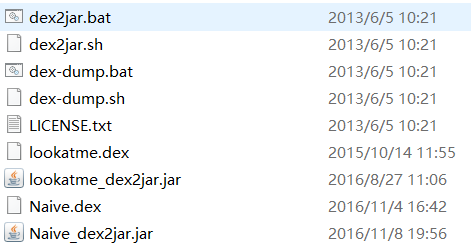 dex2jar.bat 2013/6/5 10:21
dex2jar.sh 2013/6/5 10:21
dex-dump.bat 2013/6/5 10:21
dex-dump.sh 2013/6/5 10:21
LICENSE.txt 2013/6/5 10:21
lookatme.dex 2015/10/14 11:55
lookatme_dex2jar.jar 2016/8/27 11:06
Naive.dex 2016/11/4 16:42
Naive_dex2jar.jar 2016/11/8 19:56